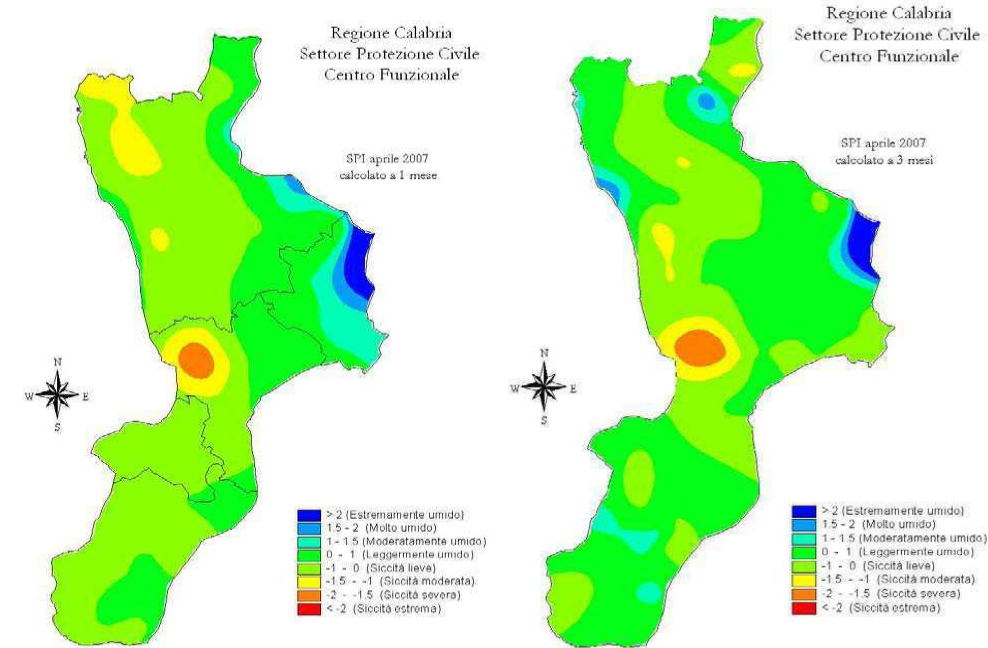 Regione Calabria
Settore Protezione Civile
Centro Funzionale
SPI aprile 2007
calcolato a 1 mese
N
W E
S
> 2 (Estremamente umido)
1.5 - 2 (Molto umido)
1 - 1.5 (Moderatamente umido)
0 - 1 (Leggermente umido)
-1 - 0 (Siccità lieve)
-1.5 - -1 (Siccità moderata)
-2 - -1.5 (Siccità severa)
< -2 (Siccità estrema)
Regione Calabria
Settore Protezione Civile
Centro Funzionale
SPI aprile 2007
calcolato a 3 mesi
N
W E
S
> 2 (Estremamente umido)
1.5 - 2 (Molto umido)
1 - 1.5 (Moderatamente umido)
0 - 1 (Leggermente umido)
-1 - 0 (Siccità lieve)
-1.5 - -1 (Siccità moderata)
-2 - -1.5 (Siccità severa)
< -2 (Siccità estrema)